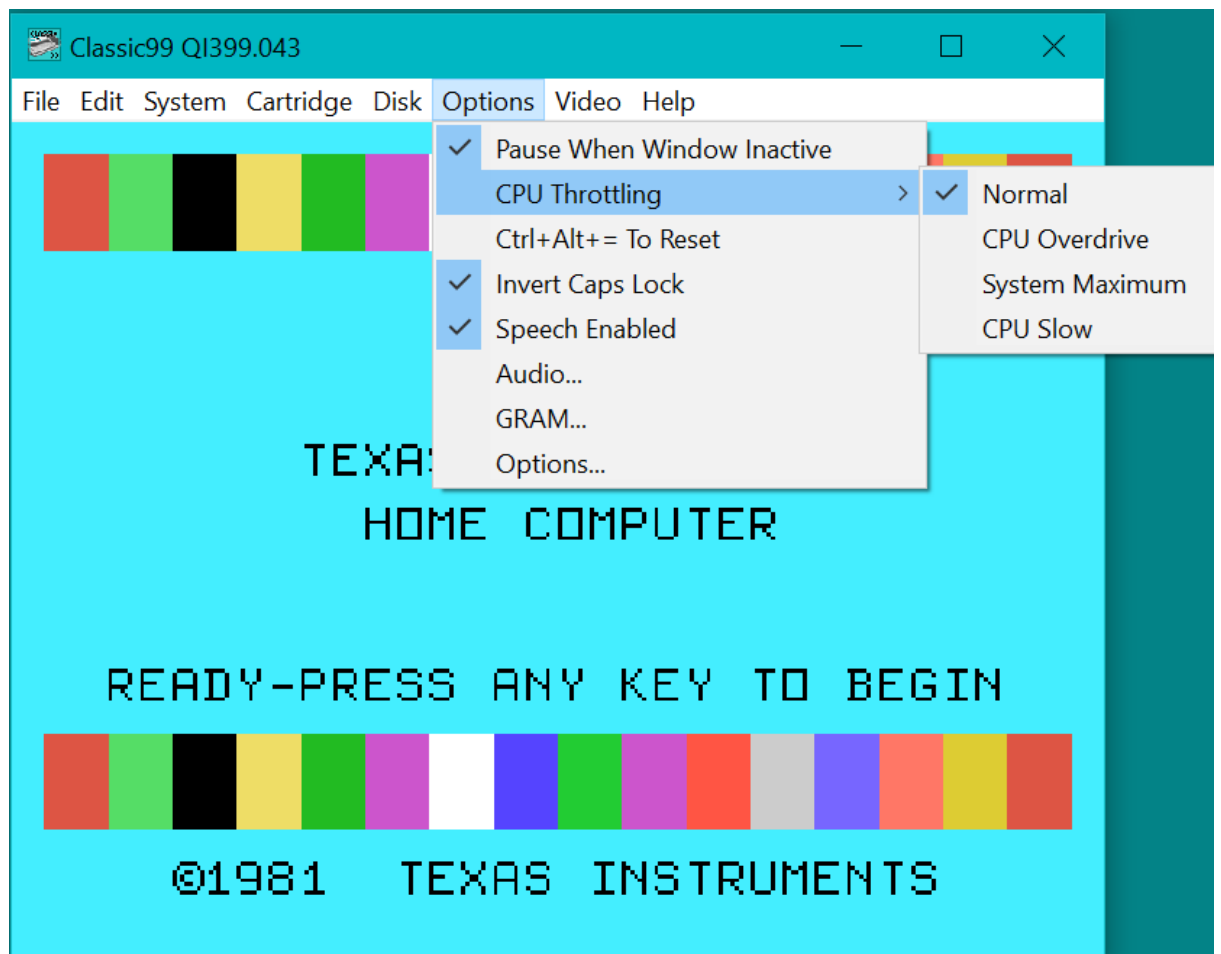 Classic99 QI399.043
File Edit System Cartridge Disk Options Video Help
Pause When Window Inactive
CPU Throttling
Ctrl+Alt+= To Reset
Invert Caps Lock
Speech Enabled
Audio...
GRAM...
Options...
Normal
CPU Overdrive
System Maximum
CPU Slow
HOME COMPUTER
READY-PRESS ANY KEY TO BEGIN
©1981 TEXAS INSTRUMENTS